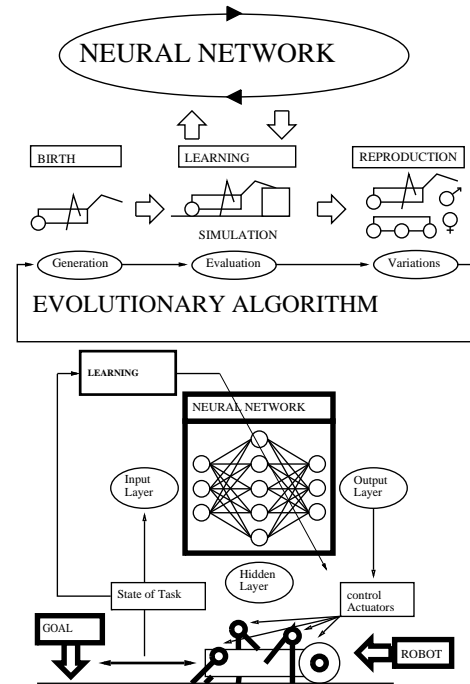 NEURAL NETWORK
BIRTH
LEARNING
REPRODUCTION
SIMULATION
Generation
Evaluation
Variations
EVOLUTIONARY ALGORITHM
LEARNING
NEURAL NETWORK
Input
Layer
Output
Layer
Hidden
Layer
State of Task
control
Actuators
GOAL
ROBOT